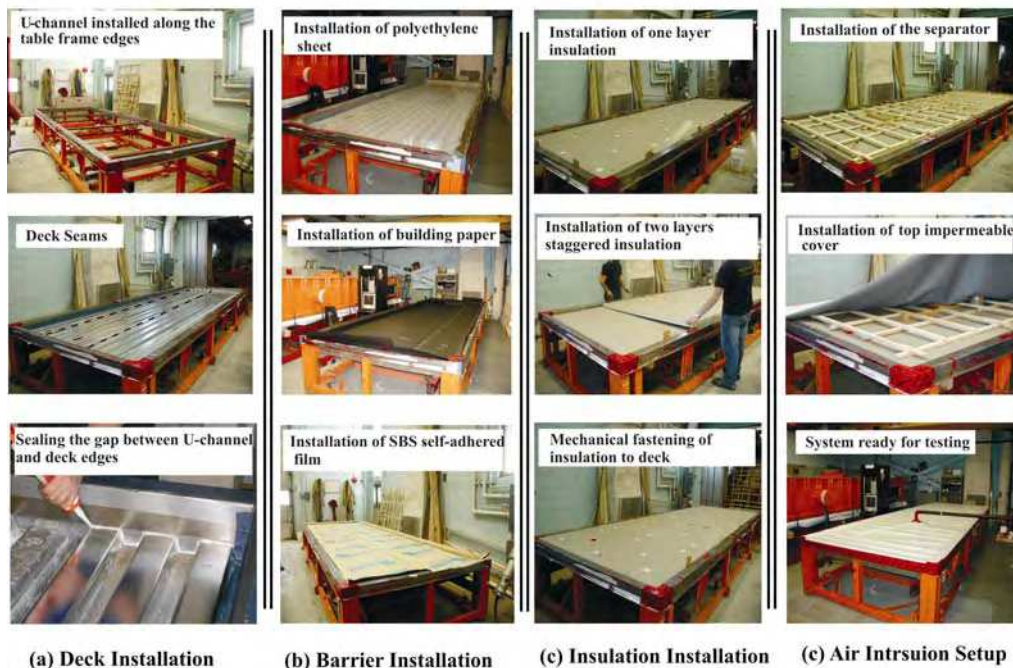 U-channel installed along the
table frame edges
Deck Seams
Sealing the gap between U-channel
and deck edges
(a) Deck Installation
Installation of polyethylene
sheet
Installation of building paper
Installation of SBS self-adhered
film
(b) Barrier Installation
Installation of one layer
insulation
Installation of two layers
staggered insulation
Mechanical fastening of
insulation to deck
(c) Insulation Installation
Installation of the separator
Installation of top impermeable
cover
System ready for testing
(c) Air Intrsuion Setup